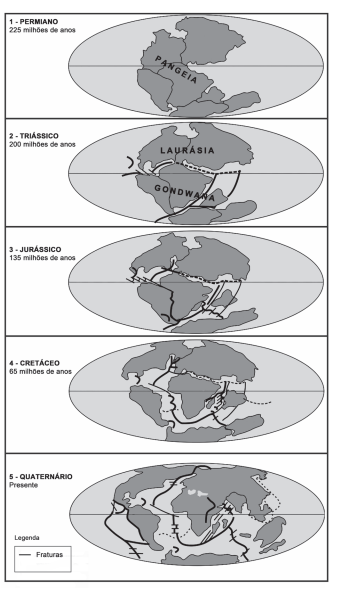 1 - PERMIANO
225 milhões de anos
PANGEIA
2 - TRIÁSSICO
200 milhões de anos
LAURÁSIA
GONDWANA
3 - JURÁSSICO
135 milhões de anos
4 - CRETÁCEO
65 milhões de anos
5 - QUATERNÁRIO
Presente
Legenda
Fraturas